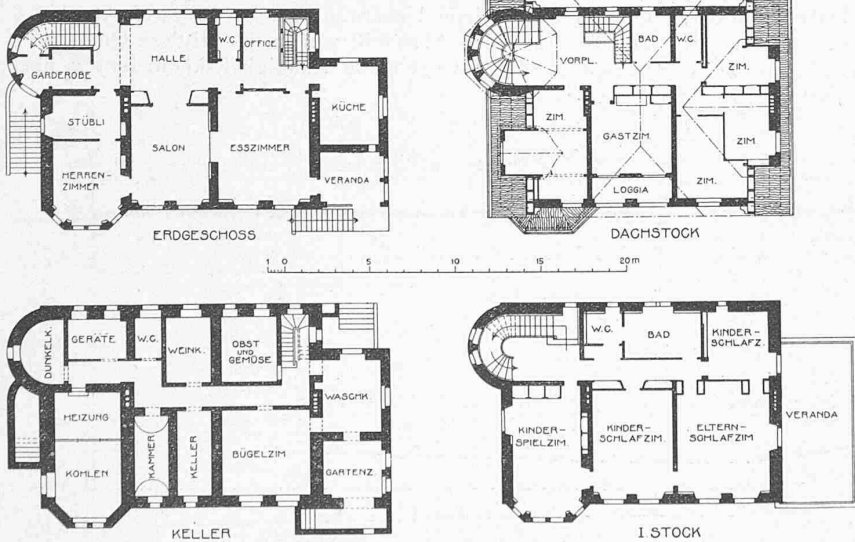 W.C.
OFFICE
HALLE
GARDEROBE
KÜCHE
STÜBLI
SALON
ESSZIMMER
HERREN-
ZIMMER
VERANDA
ERDGESCHOSS
BAD
W.C.
VORPL.
ZIM.
ZIM.
GASTZIM.
ZIM.
ZIM.
LOGGIA
DACHSTOCK
1 0 5 10 15 20 m
DUNKELK.
GERÄTE
W.C.
WEINK.
OBST
UND
GEMÜSE
WASCHK.
HEIZUNG
KAMMER
KELLER
BÜGELZIM
KOHLEN
GARTENZ.
KELLER
W.C.
BAD
KINDER-
SCHLAFZ.
VERANDA
KINDER-
SPIELZIM.
KINDER-
SCHLAFZIM.
ELTERN-
SCHLAFZIM
I. STOCK